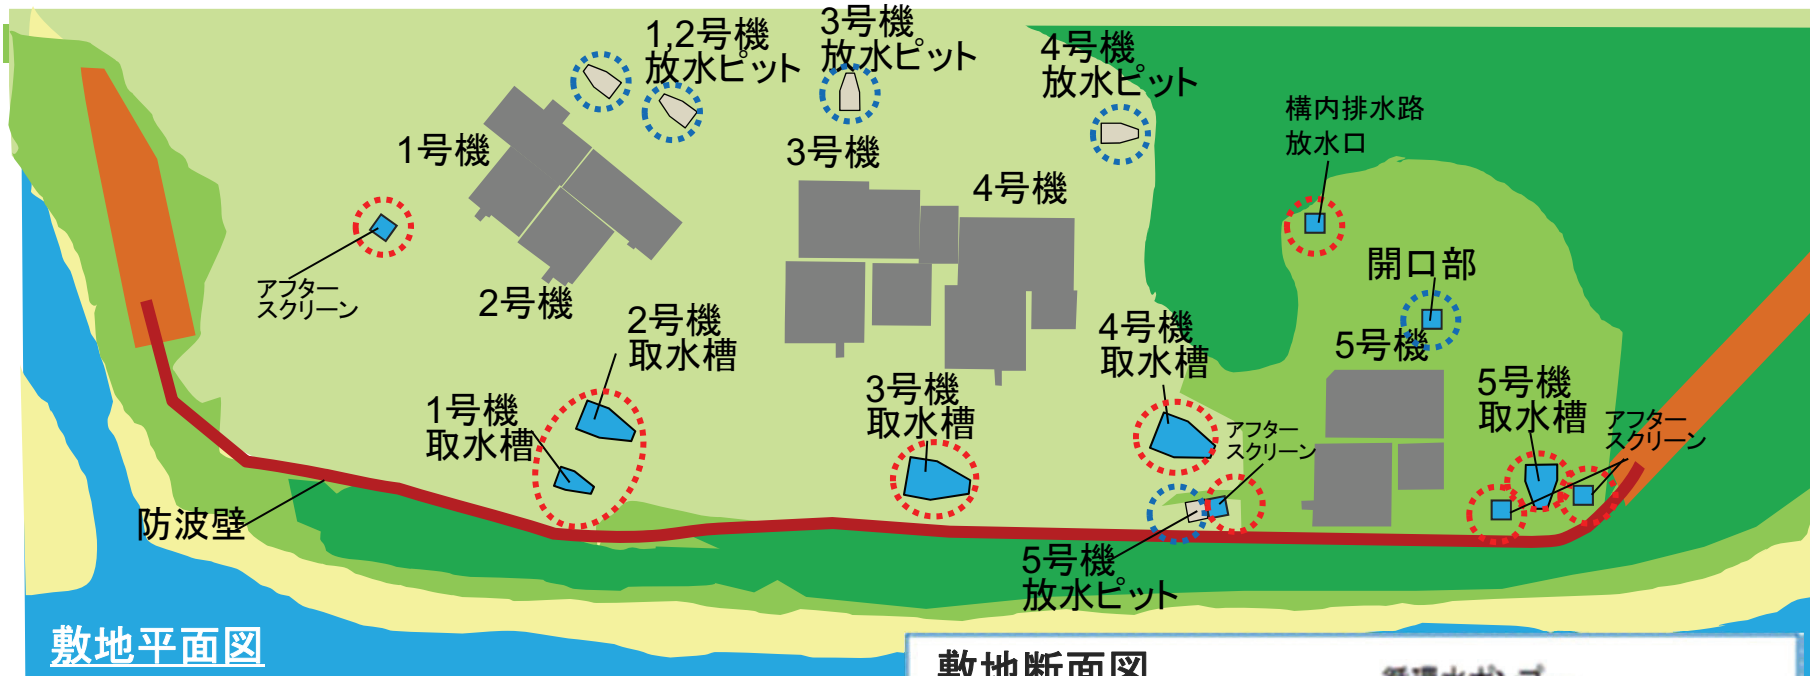 1,2号機
放水ピット
3号機
放水ピット
4号機
放水ピット
構内排水路
放水口
1号機
3号機
4号機
開口部
アフター
スクリーン
2号機
2号機
取水槽
4号機
取水槽
5号機
1号機
取水槽
3号機
取水槽
5号機
取水槽
アフター
スクリーン
アフター
スクリーン
防波壁
5号機
放水ピット
敷地平面図
敷地断面図